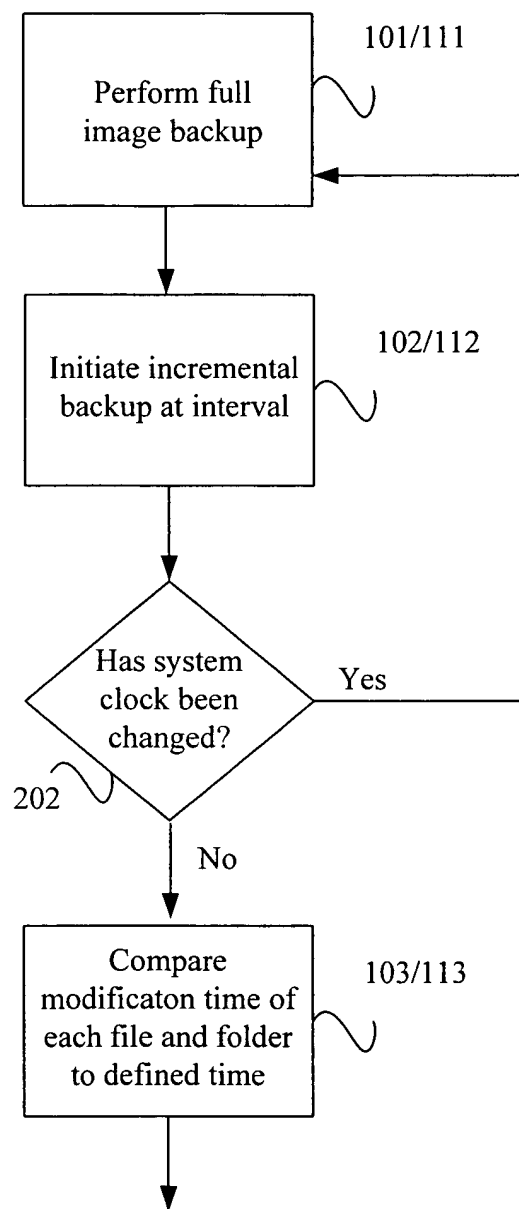 101/111
Perform full
image backup
102/112
Initiate incremental
backup at interval
Has system
clock been
changed?
Yes
202
No
103/113
Compare
modificaton time of
each file and folder
to defined time